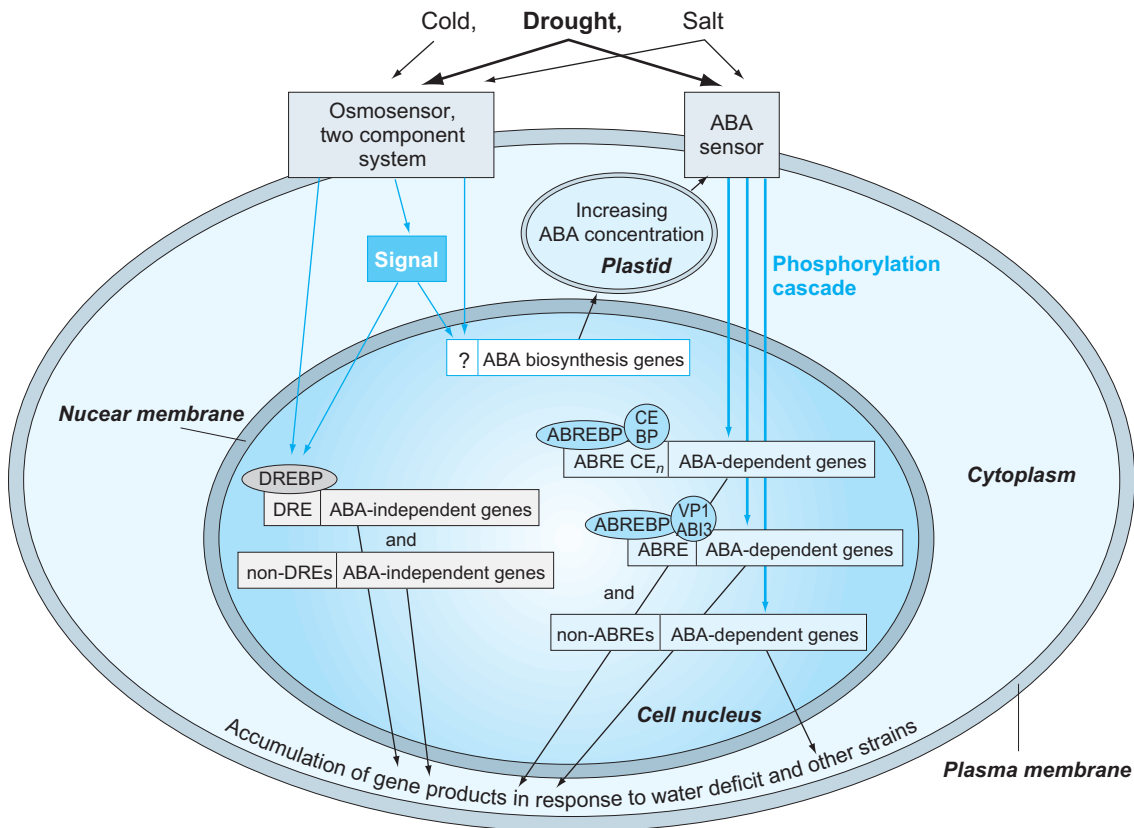 Cold, Drought, Salt
Osmosensor,
two component
system
ABA
sensor
Increasing
ABA concentration
Plastid
Signal
Phosphorylation
cascade
? ABA biosynthesis genes
Nucear membrane
ABREBP
CE
BP
ABRE CEn ABA-dependent genes
Cytoplasm
DREBP
DRE ABA-independent genes
and
non-DREs ABA-independent genes
ABREBP
VP1
ABI3
ABRE ABA-dependent genes
and
non-ABREs ABA-dependent genes
Cell nucleus
Accumulation of gene products in response to water deficit and other strains
Plasma membrane